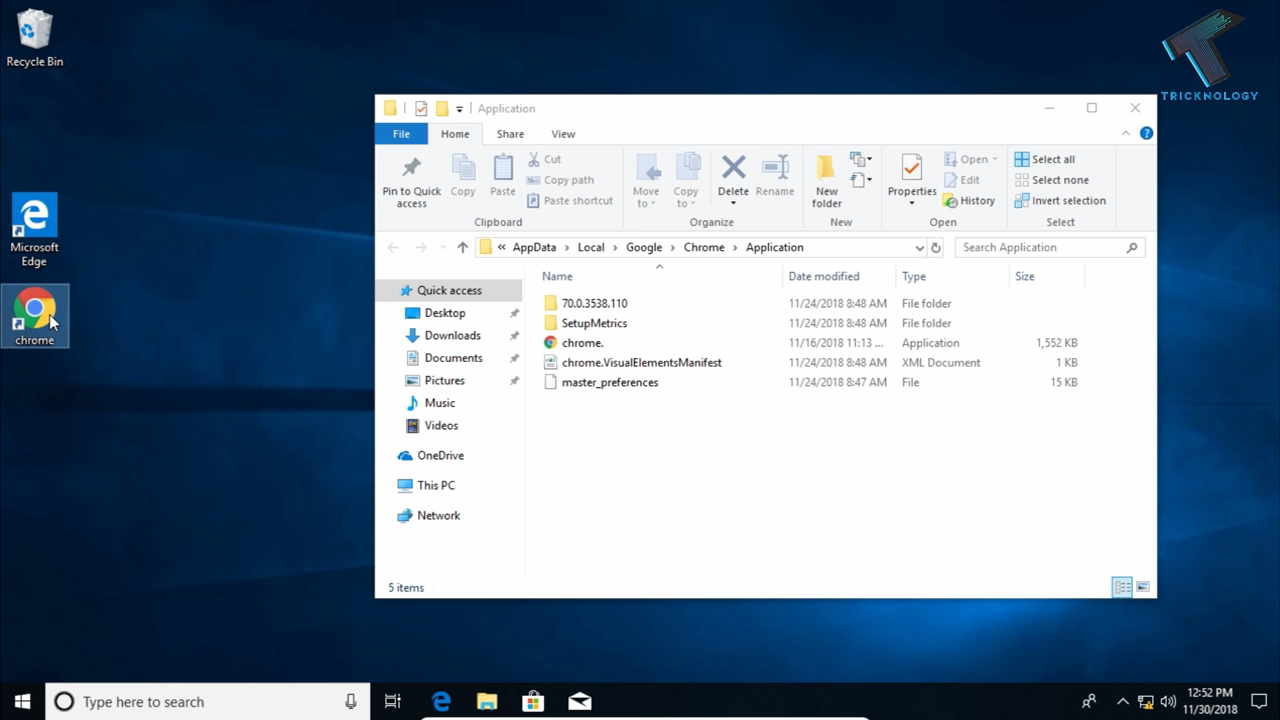 Recycle Bin
Microsoft
Edge
chrome
TRICKNOLOGY
Application
File Home Share View
Pin to Quick
access
Copy
Paste
Cut
Copy path
Paste shortcut
Clipboard
Move
to
Copy
to
Delete
Rename
Organize
New
folder
New
Properties
Open
Edit
History
Open
Select all
Select none
Invert selection
Select
« AppData › Local › Google › Chrome › Application
Search Application
Quick access
Desktop
Downloads
Documents
Pictures
Music
Videos
OneDrive
This PC
Network
Name Date modified Type Size
70.0.3538.110 11/24/2018 8:48 AM File folder
SetupMetrics 11/24/2018 8:48 AM File folder
chrome. 11/16/2018 11:13 ... Application 1,552 KB
chrome.VisualElementsManifest 11/24/2018 8:48 AM XML Document 1 KB
master_preferences 11/24/2018 8:47 AM File 15 KB
5 items
Type here to search
12:52 PM
11/30/2018